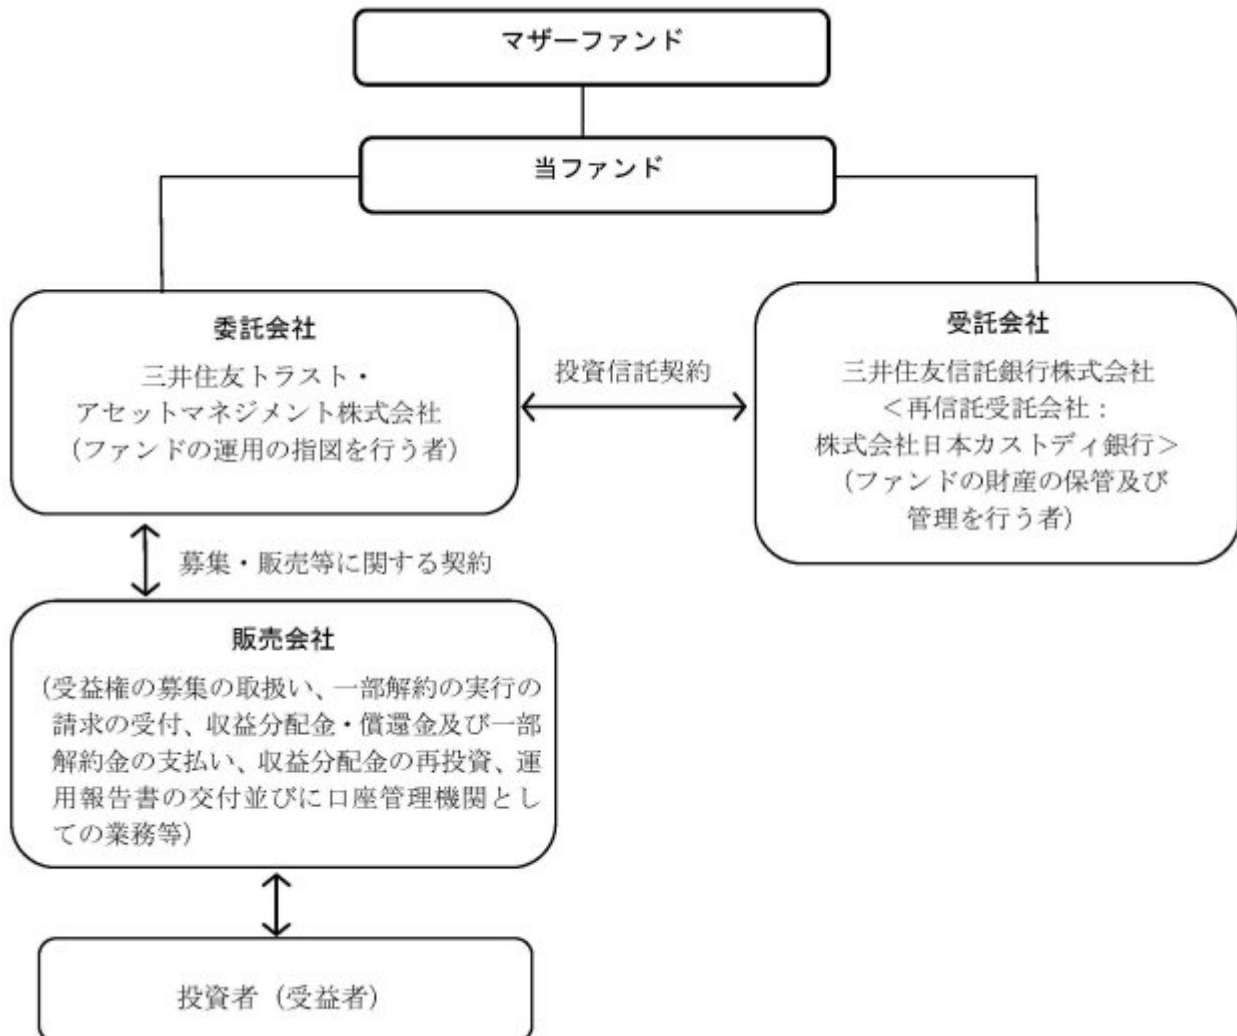 マザーファンド
当ファンド
委託会社
三井住友トラスト・
アセットマネジメント株式会社
（ファンドの運用の指図を行う者）
投資信託契約
受託会社
三井住友信託銀行株式会社
＜再信託受託会社：
株式会社日本カストディ銀行＞
（ファンドの財産の保管及び
管理を行う者）
募集・販売等に関する契約
販売会社
（受益権の募集の取扱い、一部解約の実行の
請求の受付、収益分配金・償還金及び一部
解約金の支払い、収益分配金の再投資、運
用報告書の交付並びに口座管理機関とし
ての業務等）
投資者（受益者）